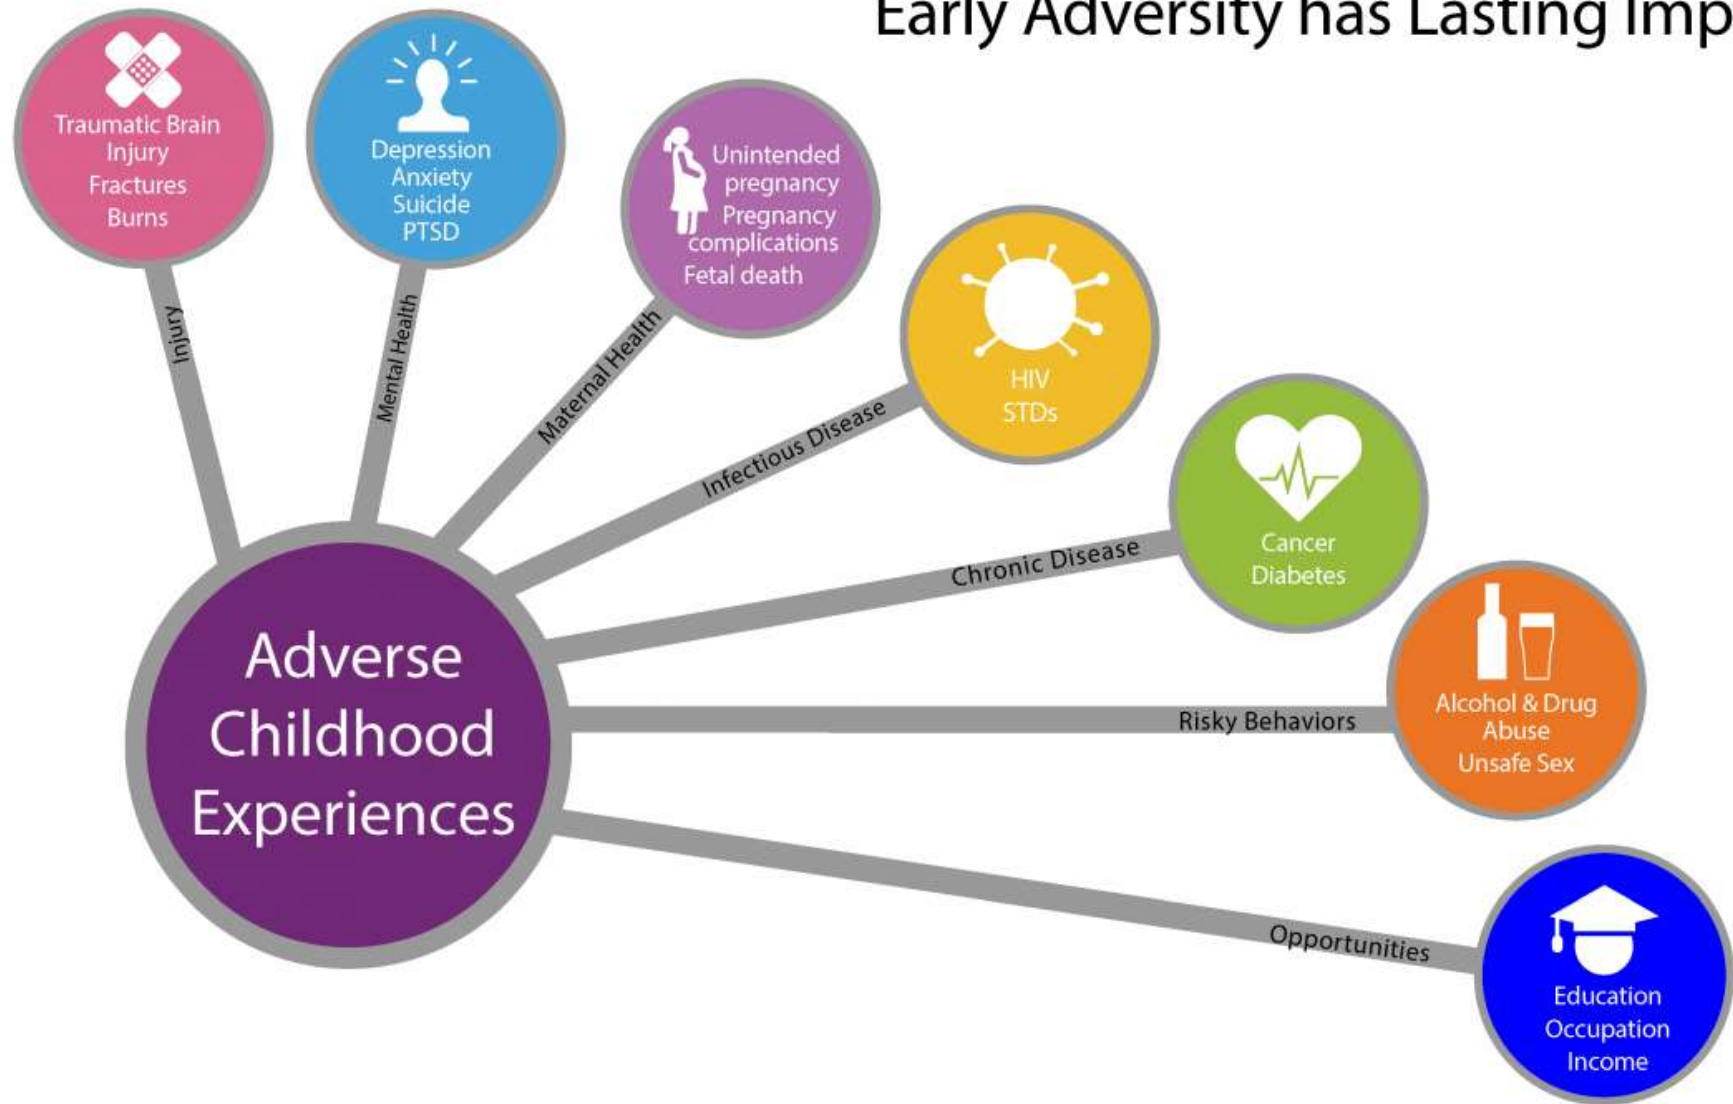 Early Adversity has Lasting Imp
Traumatic Brain
Injury
Fractures
Burns
Injury
Depression
Anxiety
Suicide
PTSD
Mental Health
Unintended
pregnancy
Pregnancy
complications
Fetal death
Maternal Health
HIV
STDs
Infectious Disease
Cancer
Diabetes
Chronic Disease
Alcohol & Drug
Abuse
Unsafe Sex
Risky Behaviors
Education
Occupation
Income
Opportunities
Adverse
Childhood
Experiences